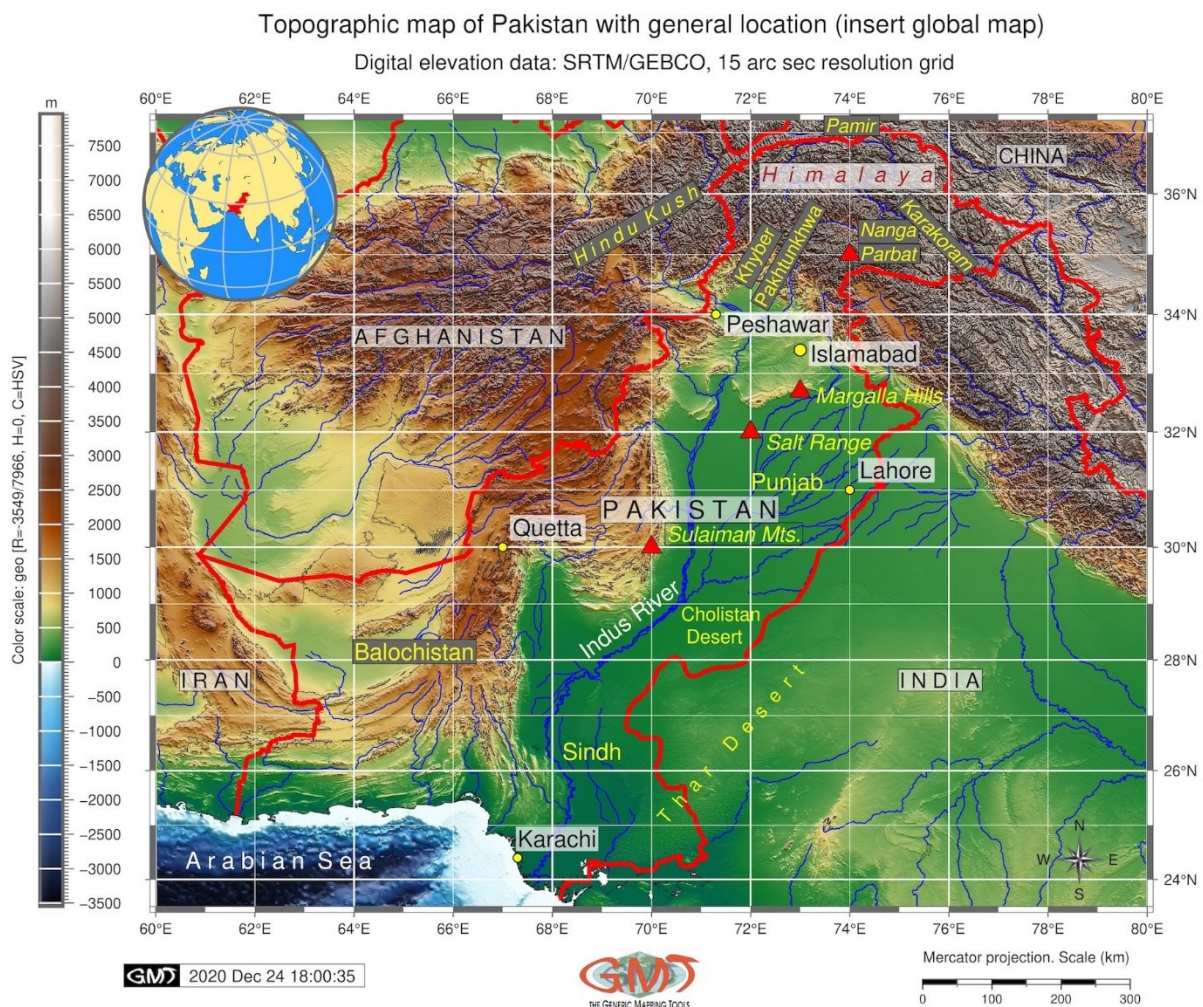 Topographic map of Pakistan with general location (insert global map)
Digital elevation data: SRTM/GEBCO, 15 arc sec resolution grid
m
60°E 62°E 64°E 66°E 68°E 70°E 72°E 74°E 76°E 78°E 80°E
7500
7000
6500
6000
5500
5000
4500
4000
3500
3000
2500
2000
1500
1000
500
0
−500
−1000
−1500
−2000
−2500
−3000
−3500
Color scale: geo [R=-3549/7966, H=0, C=HSV]
Pamir
CHINA
Himalaya
36°N
Hindu Kush
Khyber
Pakhtunkhwa
Nanga
Parbat
Karakoram
34°N
AFGHANISTAN
Peshawar
Islamabad
Margalla Hills
32°N
Salt Range
Punjab
Lahore
PAKISTAN
Quetta
Sulaiman Mts.
30°N
Indus River
Cholistan
Desert
Balochistan
28°N
IRAN
INDIA
Thar Desert
Sindh
26°N
Karachi
Arabian Sea
N
W E
S
24°N
60°E 62°E 64°E 66°E 68°E 70°E 72°E 74°E 76°E 78°E 80°E
GMT 2020 Dec 24 18:00:35
GMT
THE GENERIC MAPPING TOOLS
Mercator projection. Scale (km)
0 100 200 300